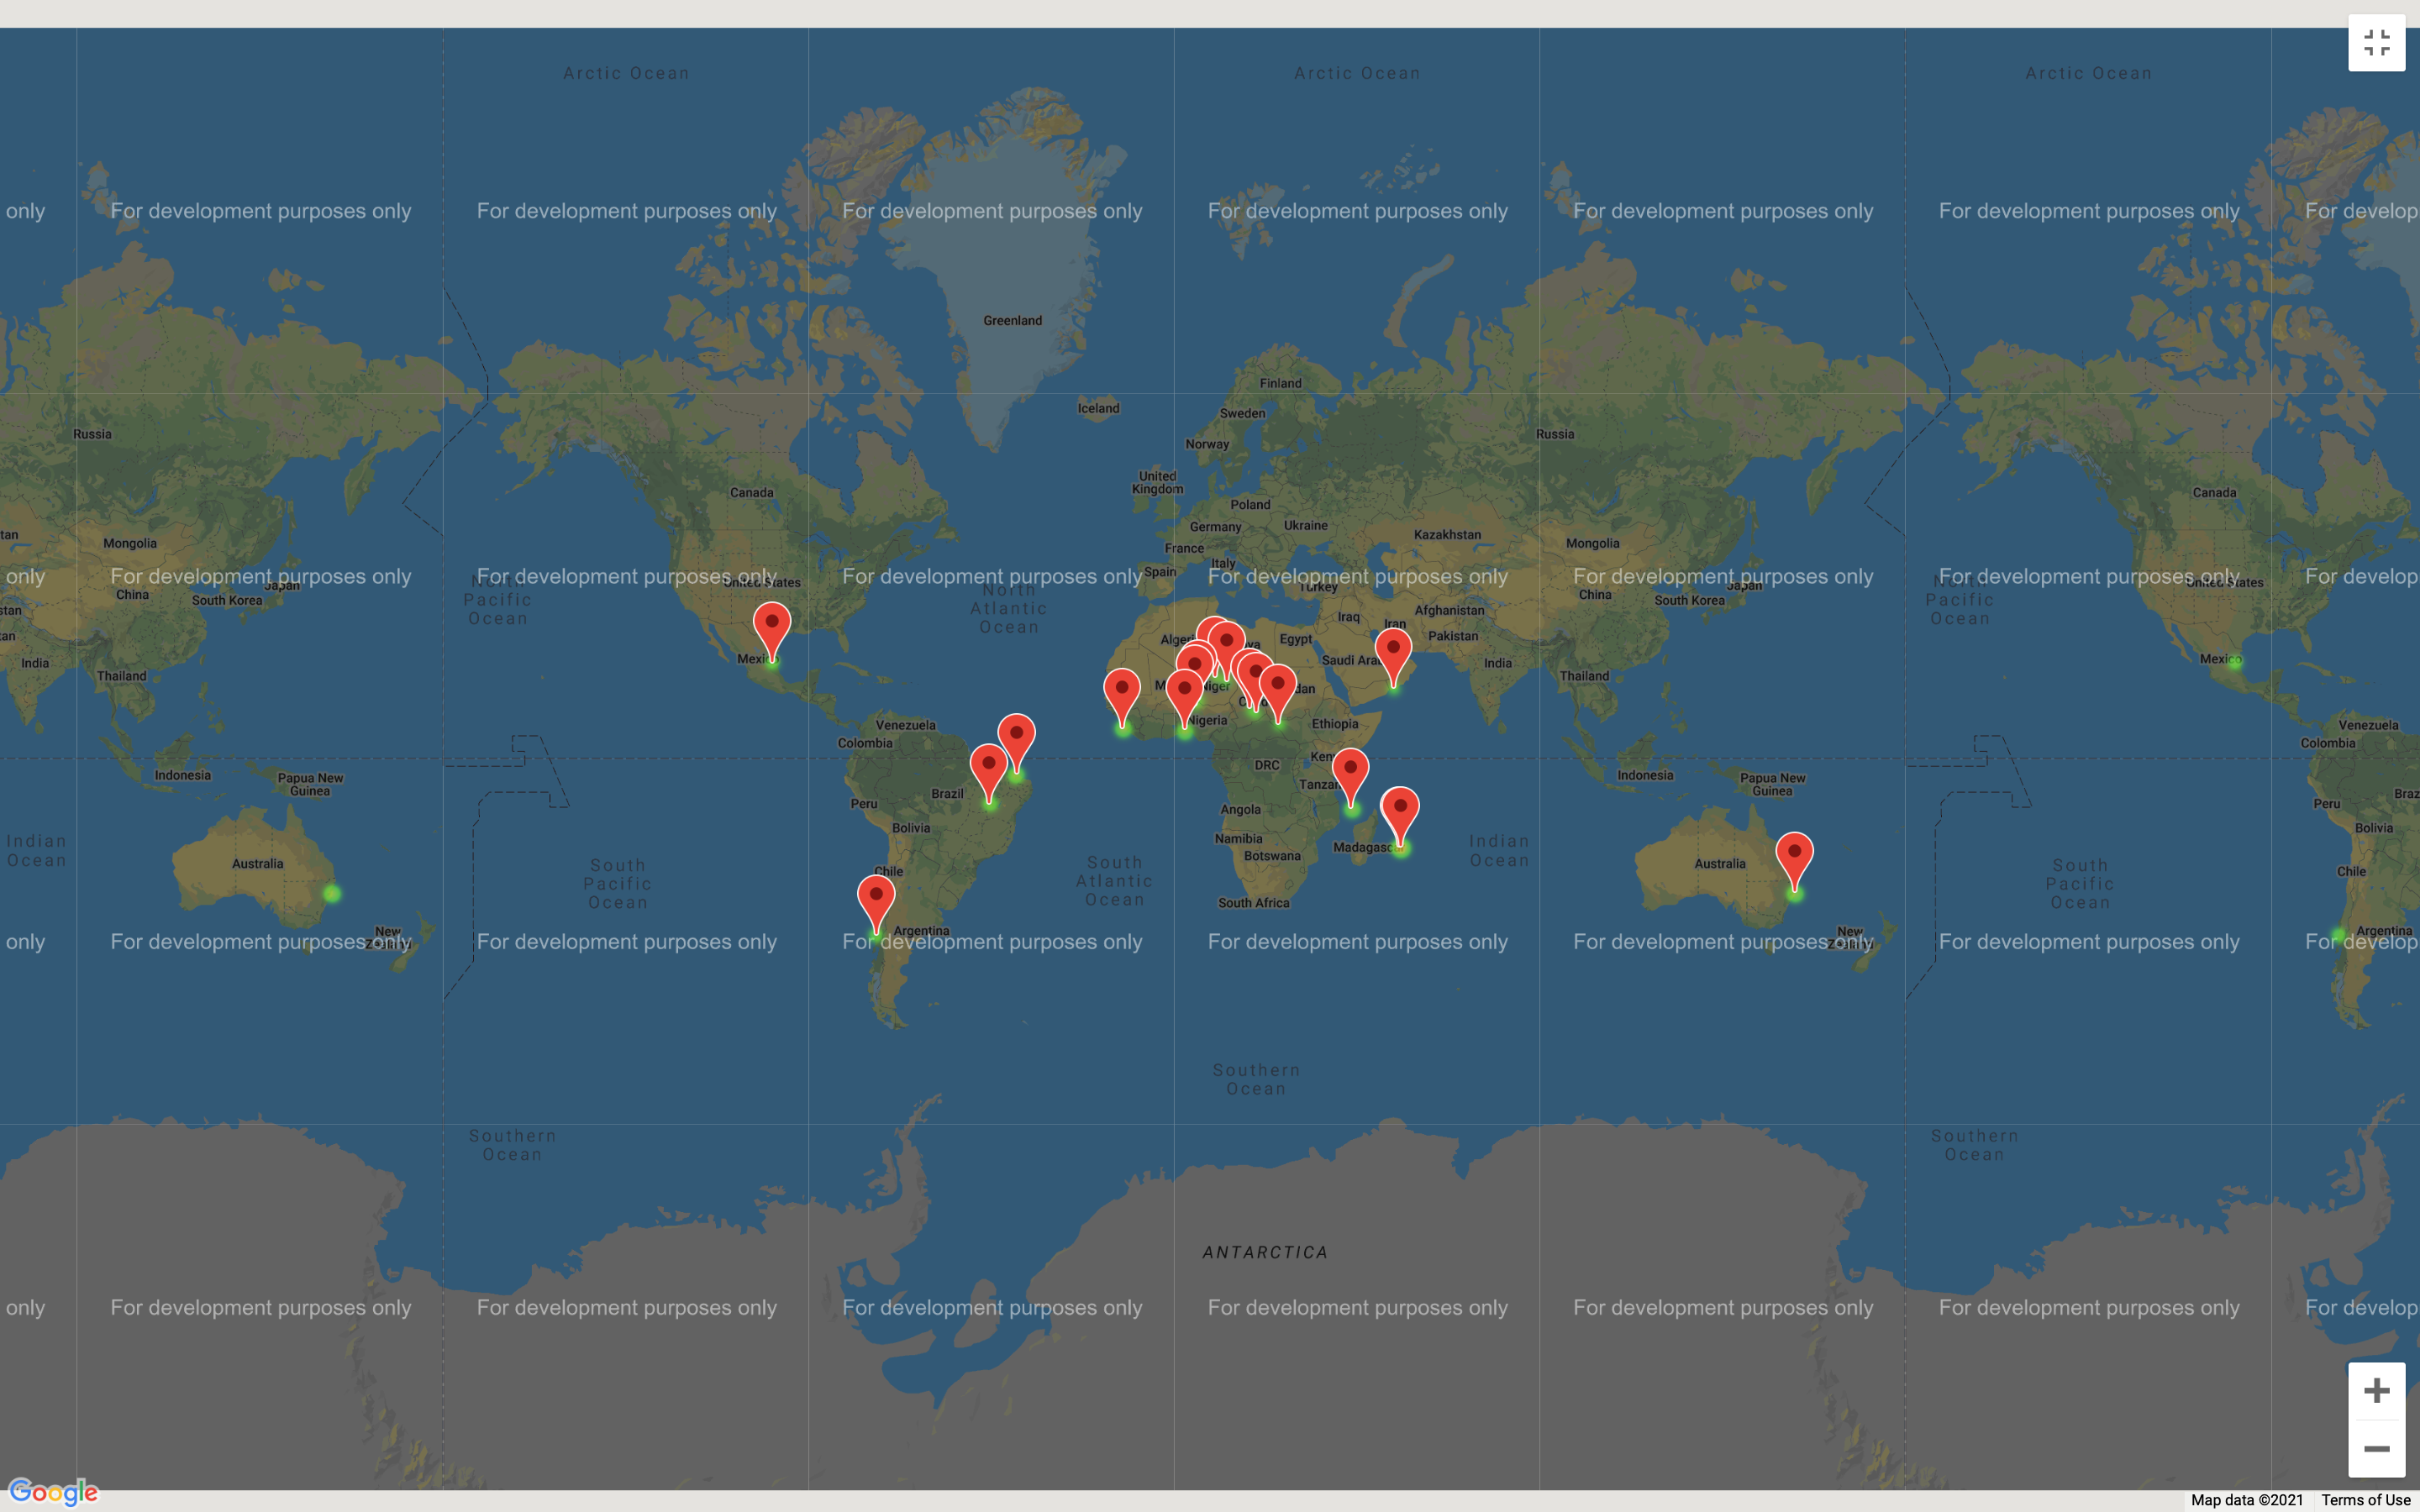 Arctic Ocean
Arctic Ocean
Arctic Ocean
only
For development purposes only
For development purposes only
For development purposes only
For development purposes only
For development purposes only
For development purposes only
For develop
Greenland
Finland
Iceland
Sweden
Russia
Norway
Russia
United
Kingdom
Canada
Canada
Poland
Germany
Ukraine
tan
Mongolia
France
Kazakhstan
Mongolia
Spain
Italy
only
For development purposes only
For development purposes only
For development purposes only
For development purposes only
For development purposes only
For development purposes only
For develop
United States
United States
Turkey
Japan
Japan
North
Pacific
Ocean
North
Atlantic
Ocean
North
Pacific
Ocean
China
South Korea
China
South Korea
stan
Afghanistan
Iraq
Iran
an
Pakistan
Algeri
ya
Egypt
India
Mexico
Saudi Arab
India
Mexico
Thailand
Thailand
M
Niger
Ch
d
dan
Nigeria
Ethiopia
Venezuela
Colombia
Venezuela
Colombia
Keny
DRC
Indonesia
Papua New
Guinea
Indonesia
Papua New
Guinea
Tanzan
Brazil
Peru
Peru
Braz
Angola
Bolivia
Bolivia
Namibia
Botswana
Madagasc
Indian
Ocean
Indian
Ocean
Australia
Australia
South
Pacific
Ocean
South
Atlantic
Ocean
South
Pacific
Ocean
Chile
Chile
South Africa
Argentina
Argentina
New
Zealand
New
Zealand
only
For development purposes only
For development purposes only
For development purposes only
For development purposes only
For development purposes only
For development purposes only
For develop
Southern
Ocean
Southern
Ocean
Southern
Ocean
ANTARCTICA
only
For development purposes only
For development purposes only
For development purposes only
For development purposes only
For development purposes only
For development purposes only
For develop
Google
Map data ©2021
Terms of Use